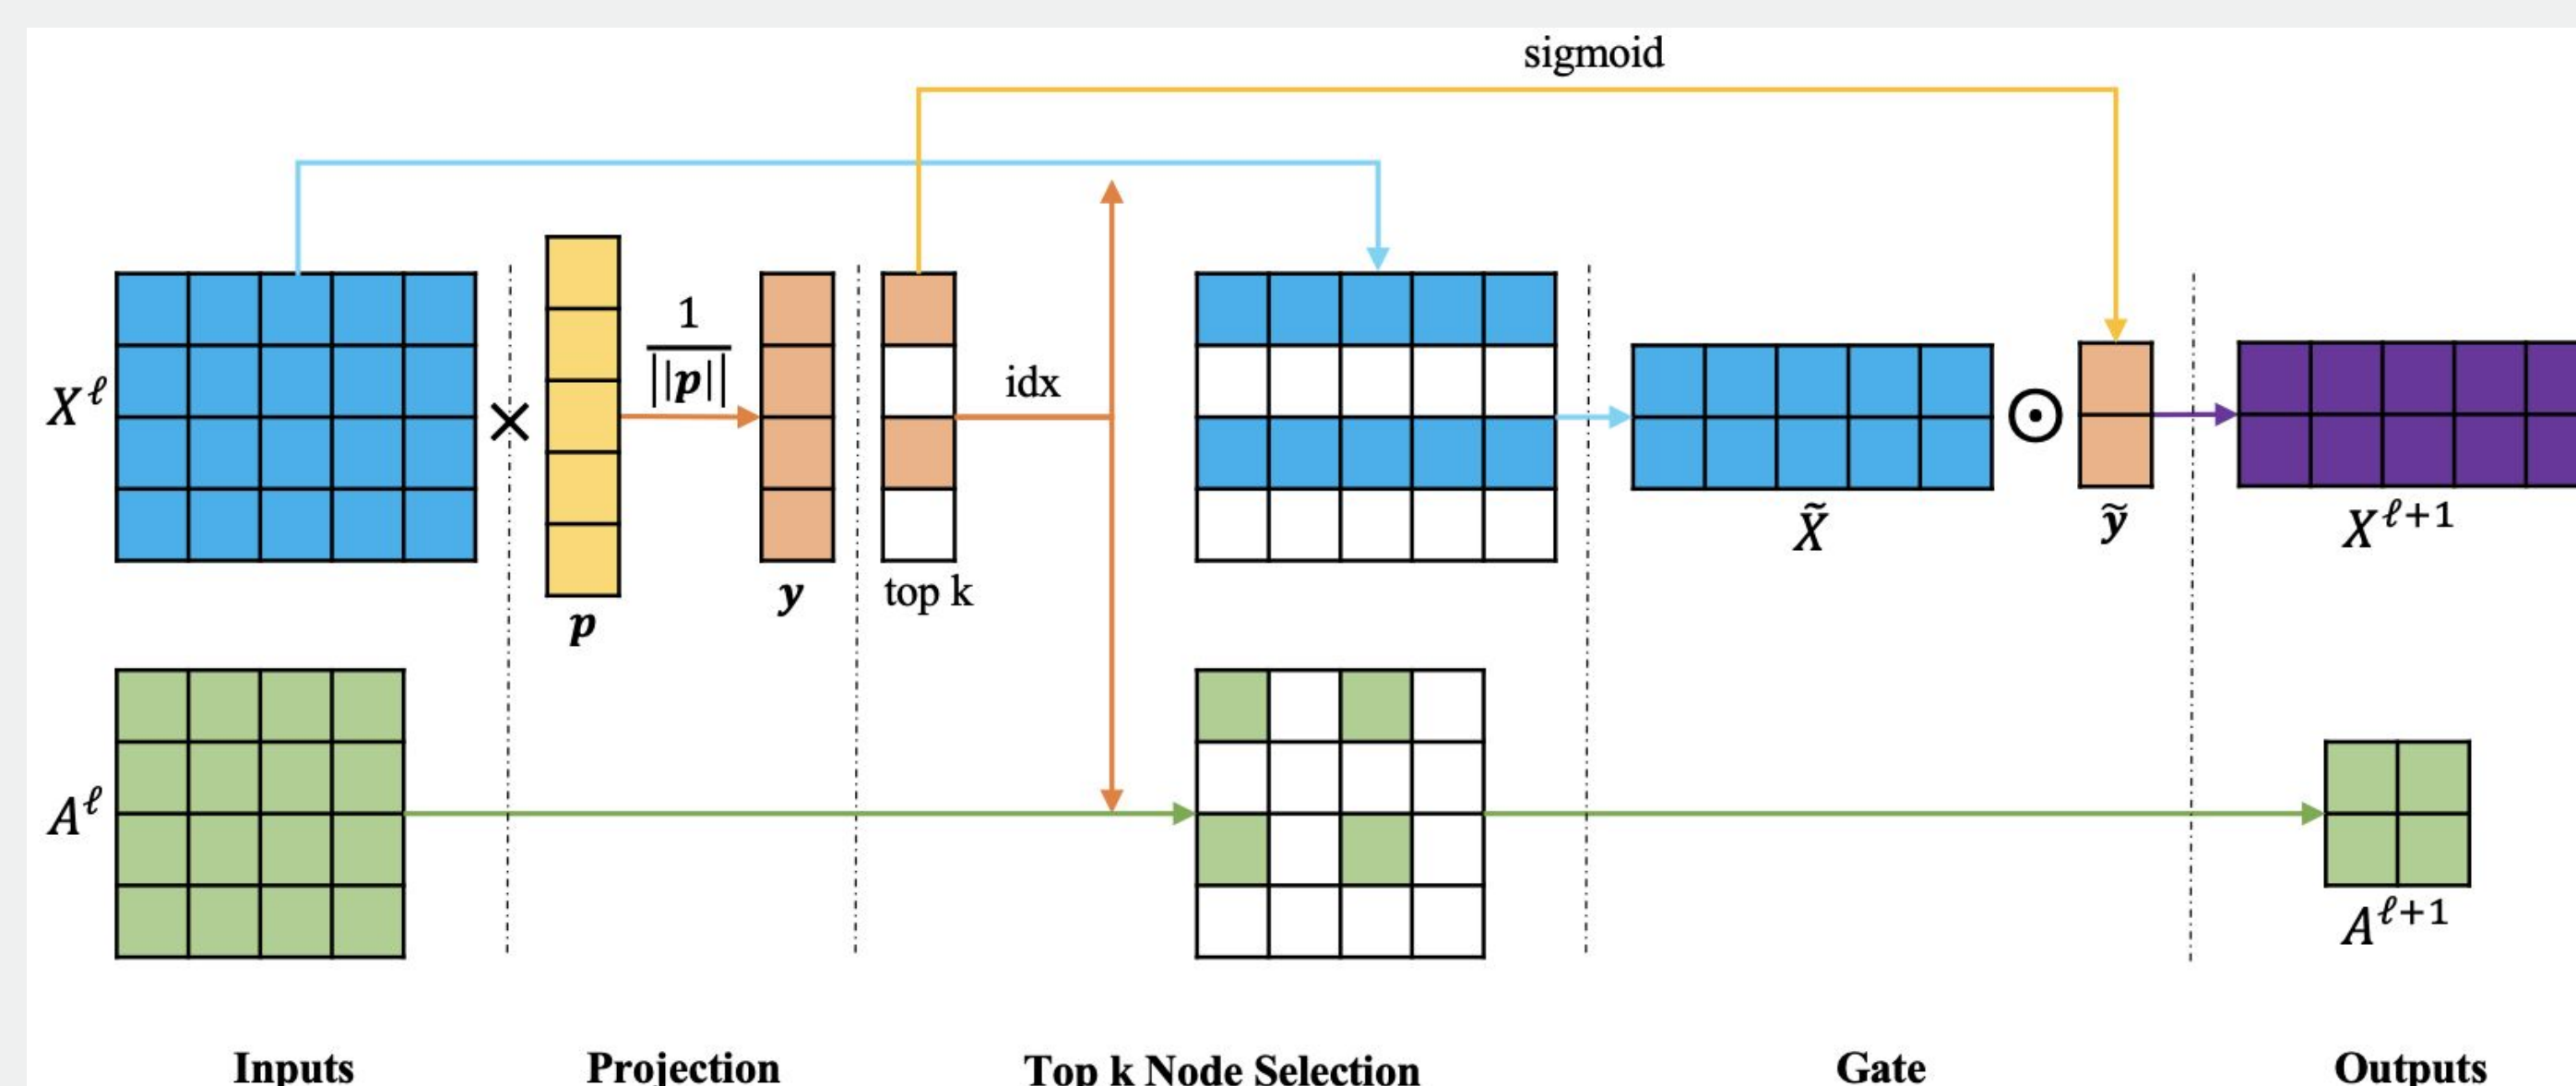 sigmoid
1
||p||
idx
X^ℓ
×
p
y
top k
X̃
⊙
ỹ
X^ℓ+1
A^ℓ
A^ℓ+1
Inputs
Projection
Top k Node Selection
Gate
Outputs